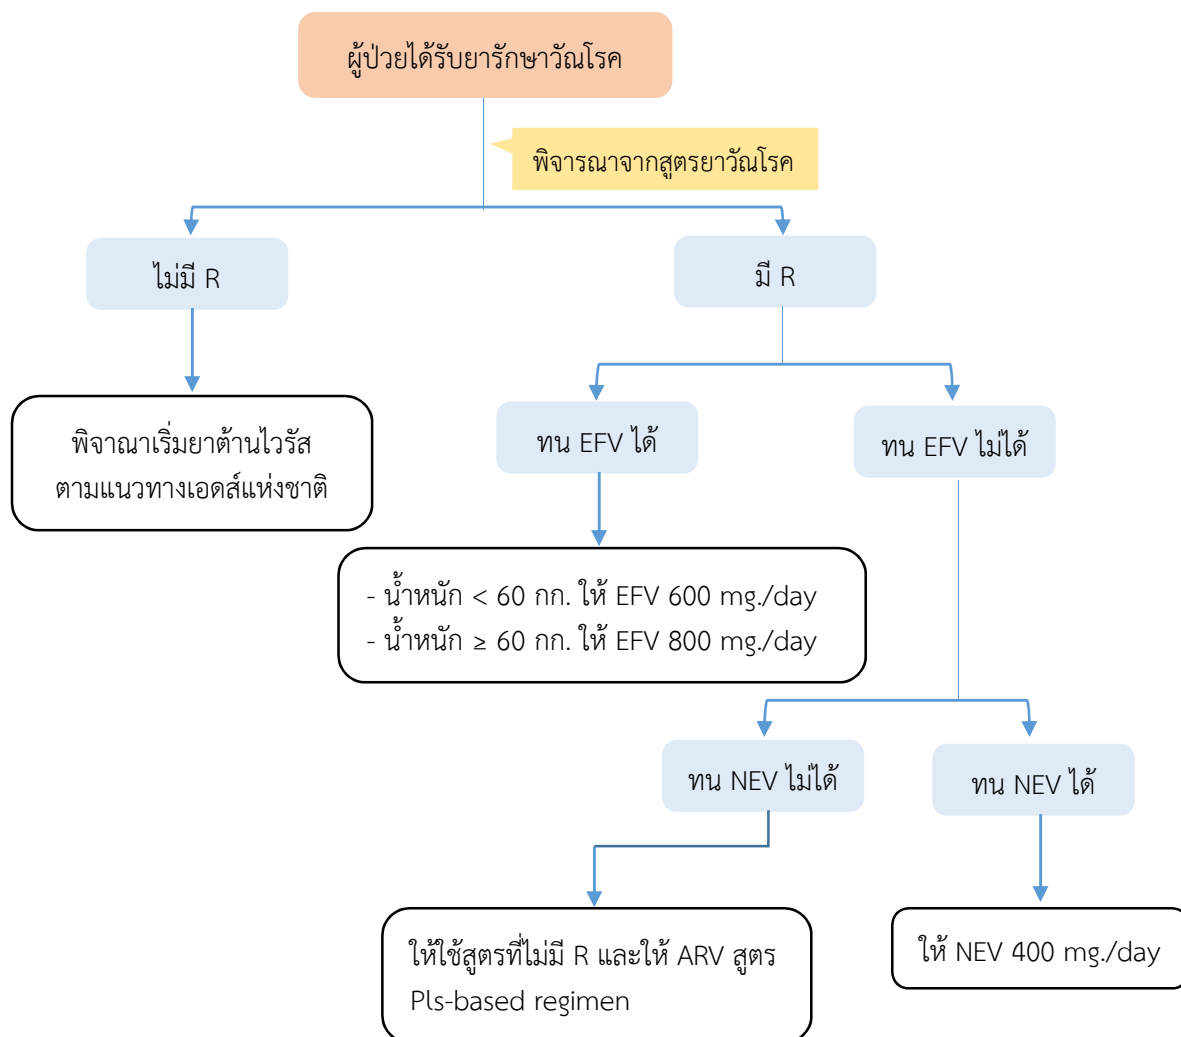 ผู้ป่วยได้รับยารักษาวัณโรค
พิจารณาจากสูตรยาวัณโรค
ไม่มี R
มี R
พิจาณาเริ่มยาต้านไวรัส
ตามแนวทางเอดส์แห่งชาติ
ทน EFV ได้
ทน EFV ไม่ได้
- น้ำหนัก < 60 กก. ให้ EFV 600 mg./day
- น้ำหนัก ≥ 60 กก. ให้ EFV 800 mg./day
ทน NEV ไม่ได้
ทน NEV ได้
ให้ใช้สูตรที่ไม่มี R และให้ ARV สูตร
Pls-based regimen
ให้ NEV 400 mg./day